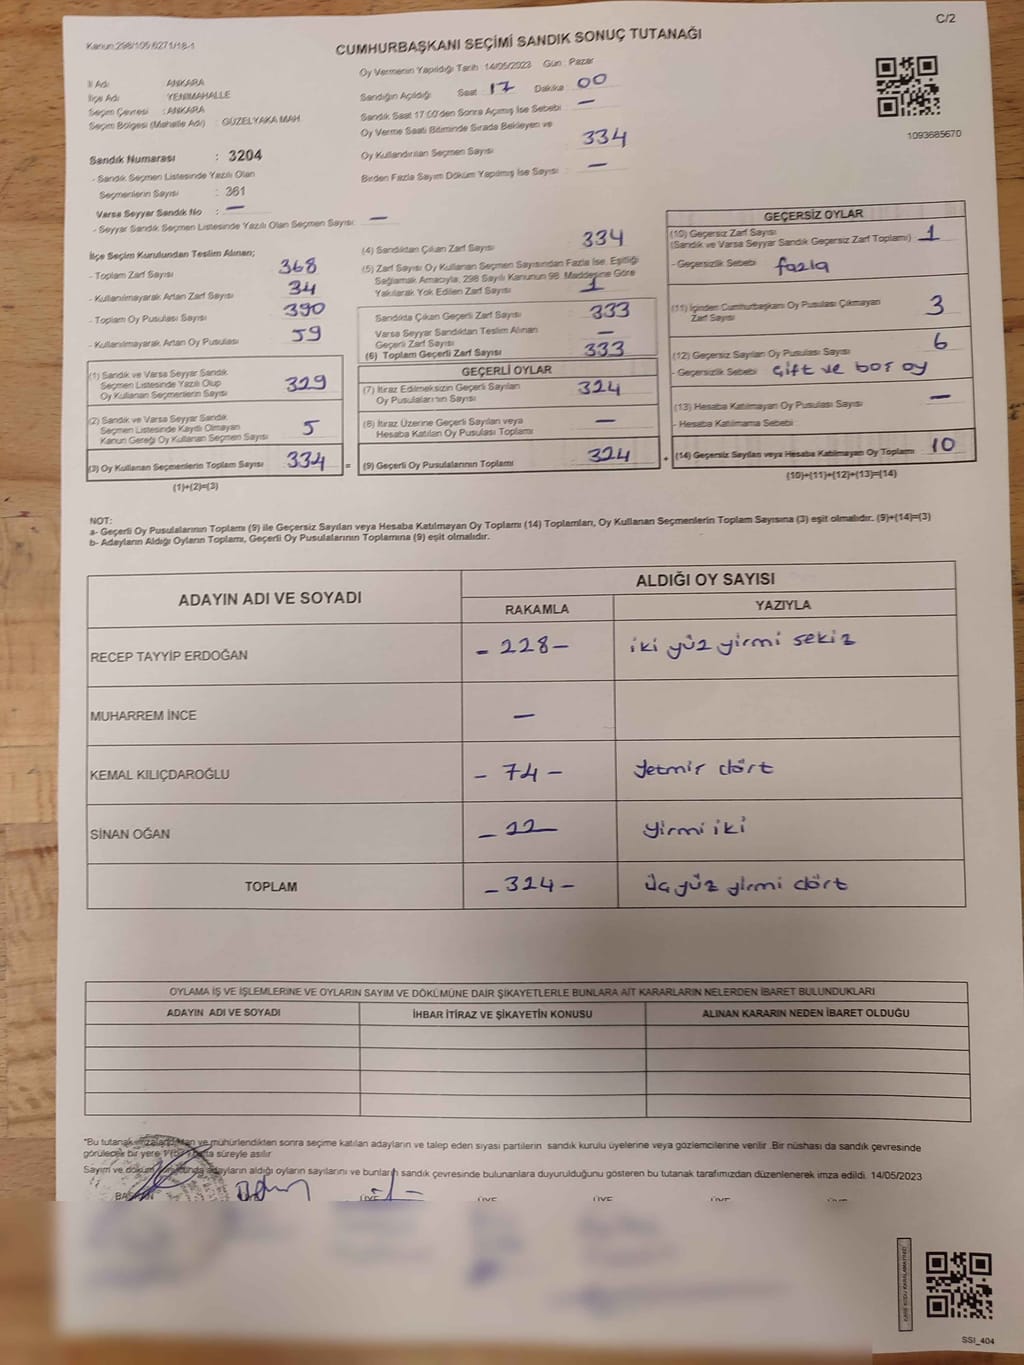 C/2
Kanun:298/105 6271/18-1
CUMHURBAŞKANI SEÇİMİ SANDIK SONUÇ TUTANAĞI
İl Adı : ANKARA
İlçe Adı : YENİMAHALLE
Seçim Çevresi : ANKARA
Seçim Bölgesi (Mahalle Adı) : GÜZELYAKA MAH.
Sandık Numarası : 3204
- Sandık Seçmen Listesinde Yazılı Olan
Seçmenlerin Sayısı : 361
Varsa Seyyar Sandık No : —
- Seyyar Sandık Seçmen Listesinde Yazılı Olan Seçmen Sayısı: —
Oy Vermenin Yapıldığı Tarih :14/05/2023 Gün : Pazar
Sandığın Açıldığı Saat 17 Dakika 00
Sandık Saat 17:00'den Sonra Açılmış İse Sebebi : —
Oy Verme Saati Bitiminde Sırada Bekleyen ve
Oy Kullandırılan Seçmen Sayısı : 334
Birden Fazla Sayım Döküm Yapılmış İse Sayısı : —
1093685670
İlçe Seçim Kurulundan Teslim Alınan;
- Toplam Zarf Sayısı : 368
- Kullanılmayarak Artan Zarf Sayısı : 34
- Toplam Oy Pusulası Sayısı : 390
- Kullanılmayarak Artan Oy Pusulası : 59
(1) Sandık ve Varsa Seyyar Sandık
Seçmen Listesinde Yazılı Olup
Oy Kullanan Seçmenlerin Sayısı : 329
(2) Sandık ve Varsa Seyyar Sandık
Seçmen Listesinde Kayıtlı Olmayan
Kanun Gereği Oy Kullanan Seçmen Sayısı : 5
(3) Oy Kullanan Seçmenlerin Toplam Sayısı : 334 =
(1)+(2)=(3)
(4) Sandıktan Çıkan Zarf Sayısı : 334
(5) Zarf Sayısı Oy Kullanan Seçmen Sayısından Fazla İse, Eşitliği
Sağlamak Amacıyla, 298 Sayılı Kanunun 98. Maddesine Göre
Yakılarak Yok Edilen Zarf Sayısı : 1
Sandıkta Çıkan Geçerli Zarf Sayısı : 333
Varsa Seyyar Sandıktan Teslim Alınan
Geçerli Zarf Sayısı : —
(6) Toplam Geçerli Zarf Sayısı : 333
GEÇERLİ OYLAR
(7) İtiraz Edilmeksizin Geçerli Sayılan
Oy Pusulalarının Sayısı : 324
(8) İtiraz Üzerine Geçerli Sayılan veya
Hesaba Katılan Oy Pusulası Toplamı : —
(9) Geçerli Oy Pusulalarının Toplamı : 324 +
GEÇERSİZ OYLAR
(10) Geçersiz Zarf Sayısı
(Sandık ve Varsa Seyyar Sandık Geçersiz Zarf Toplamı) : 1
- Geçersizlik Sebebi : fazla
(11) İçinden Cumhurbaşkanı Oy Pusulası Çıkmayan
Zarf Sayısı : 3
(12) Geçersiz Sayılan Oy Pusulası Sayısı : 6
- Geçersizlik Sebebi : çift ve boş oy
(13) Hesaba Katılmayan Oy Pusulası Sayısı : —
- Hesaba Katılmama Sebebi :
(14) Geçersiz Sayılan veya Hesaba Katılmayan Oy Toplamı : 10
(10)+(11)+(12)+(13)=(14)
NOT:
a- Geçerli Oy Pusulalarının Toplamı (9) ile Geçersiz Sayılan veya Hesaba Katılmayan Oy Toplamı (14) Toplamları, Oy Kullanan Seçmenlerin Toplam Sayısına (3) eşit olmalıdır. (9)+(14)=(3)
b- Adayların Aldığı Oyların Toplamı, Geçerli Oy Pusulalarının Toplamına (9) eşit olmalıdır.
ADAYIN ADI VE SOYADI
ALDIĞI OY SAYISI
RAKAMLA YAZIYLA
RECEP TAYYİP ERDOĞAN - 228 - iki yüz yirmi sekiz
MUHARREM İNCE —
KEMAL KILIÇDAROĞLU - 74 - Yetmiş dört
SİNAN OĞAN - 22 - Yirmi iki
TOPLAM - 324 - üç yüz yirmi dört
OYLAMA İŞ VE İŞLEMLERİNE VE OYLARIN SAYIM VE DÖKÜMÜNE DAİR ŞİKAYETLERLE BUNLARA AİT KARARLARIN NELERDEN İBARET BULUNDUKLARI
ADAYIN ADI VE SOYADI İHBAR İTİRAZ VE ŞİKAYETİN KONUSU ALINAN KARARIN NEDEN İBARET OLDUĞU
"Bu tutanak imzalandıktan ve mühürlendikten sonra seçime katılan adayların ve talep eden siyasi partilerin sandık kurulu üyelerine veya gözlemcilerine verilir. Bir nüshası da sandık çevresinde
görülecek bir yere süreyle asılır
Sayım ve döküm sonucunda adayların aldığı oyların sayılarını ve bunların sandık çevresinde bulunanlara duyurulduğunu gösteren bu tutanak tarafımızdan düzenlenerek imza edildi. 14/05/2023
BAŞKAN ÜYE ÜYE ÜYE ÜYE ÜYE
SSI_404